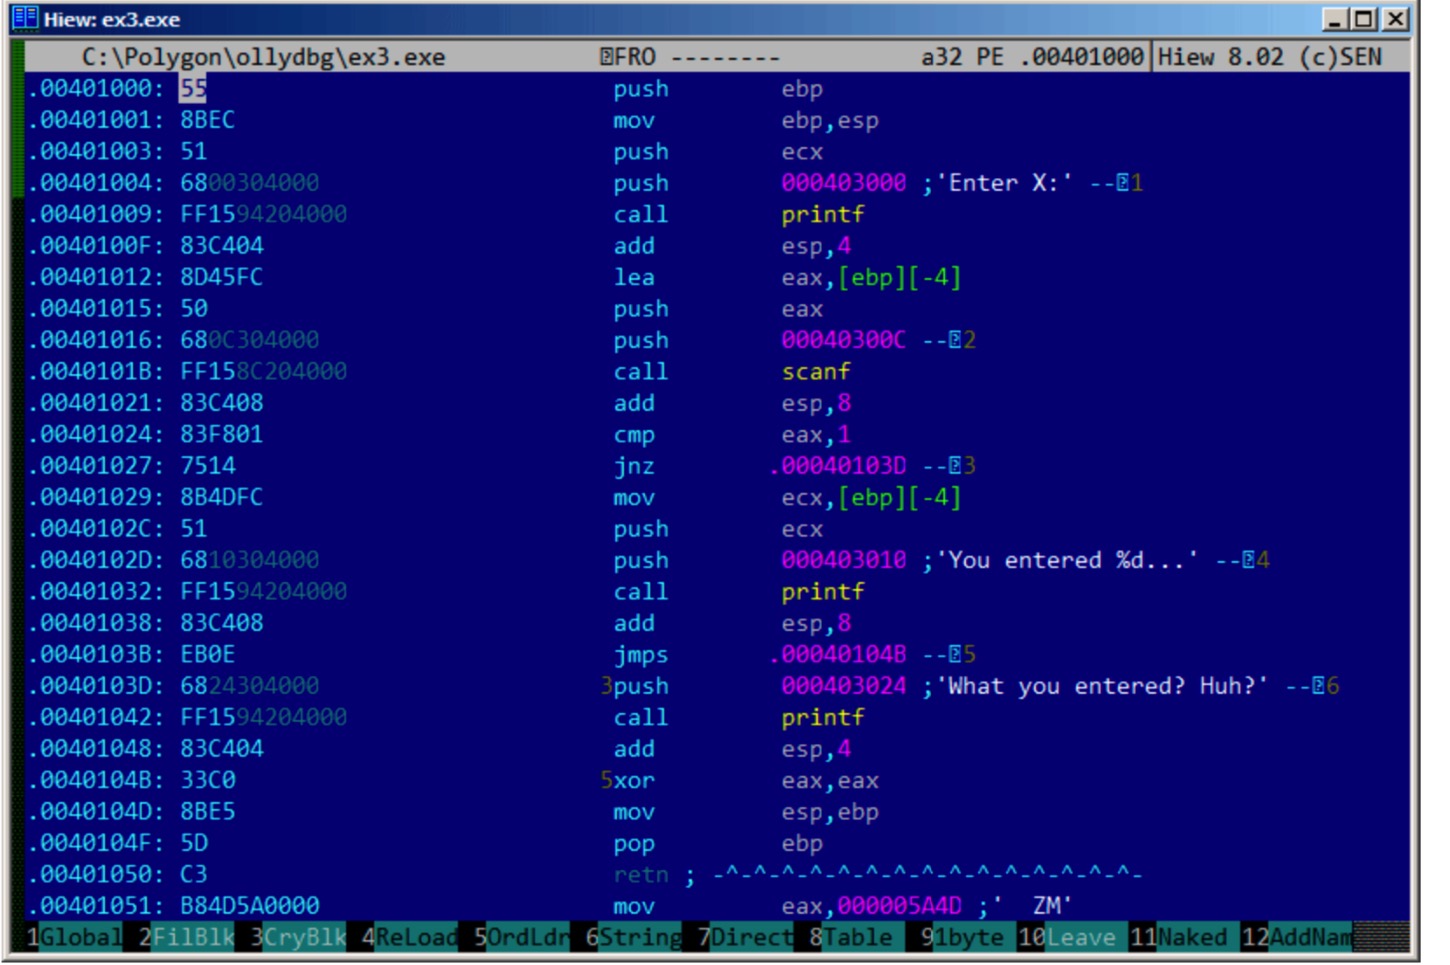 Hiew: ex3.exe
C:\Polygon\ollydbg\ex3.exe FRO -------- a32 PE .00401000|Hiew 8.02 (c)SEN
.00401000: 55 push ebp
.00401001: 8BEC mov ebp,esp
.00401003: 51 push ecx
.00401004: 6800304000 push 000403000 ;'Enter X:' --1
.00401009: FF1594204000 call printf
.0040100F: 83C404 add esp,4
.00401012: 8D45FC lea eax,[ebp][-4]
.00401015: 50 push eax
.00401016: 680C304000 push 00040300C --2
.0040101B: FF158C204000 call scanf
.00401021: 83C408 add esp,8
.00401024: 83F801 cmp eax,1
.00401027: 7514 jnz .00040103D --3
.00401029: 8B4DFC mov ecx,[ebp][-4]
.0040102C: 51 push ecx
.0040102D: 6810304000 push 000403010 ;'You entered %d...' --4
.00401032: FF1594204000 call printf
.00401038: 83C408 add esp,8
.0040103B: EB0E jmps .00040104B --5
.0040103D: 6824304000 3push 000403024 ;'What you entered? Huh?' --6
.00401042: FF1594204000 call printf
.00401048: 83C404 add esp,4
.0040104B: 33C0 5xor eax,eax
.0040104D: 8BE5 mov esp,ebp
.0040104F: 5D pop ebp
.00401050: C3 retn ; -^-^-^-^-^-^-^-^-^-^-^-^-^-^-^-
.00401051: B84D5A0000 mov eax,000005A4D ;' ZM'
1Global 2FilBlk 3CryBlk 4ReLoad 5OrdLdr 6String 7Direct 8Table 91byte 10Leave 11Naked 12AddNam